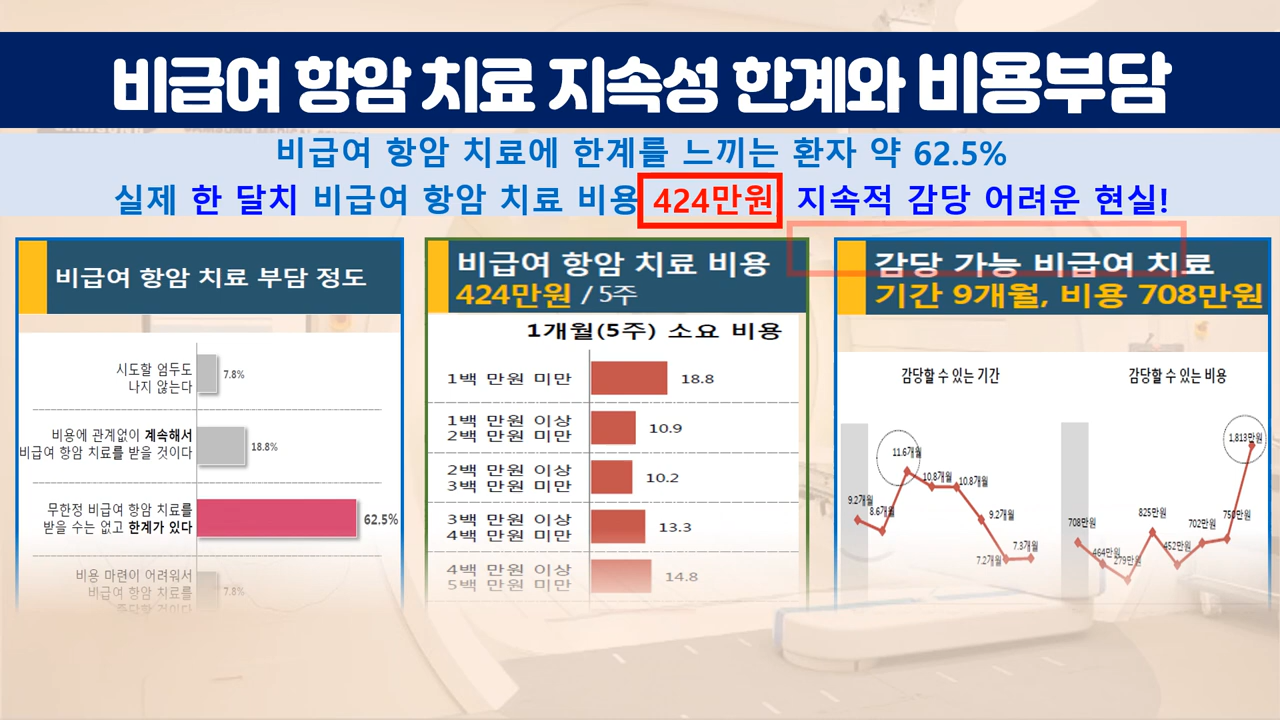 비급여 항암 치료 지속성 한계와 비용부담
비급여 항암 치료에 한계를 느끼는 환자 약 62.5%
실제 한 달치 비급여 항암 치료 비용 424만원 지속적 감당 어려운 현실!
비급여 항암 치료 부담 정도
시도할 엄두도
나지 않는다
7.8%
비용에 관계없이 계속해서
비급여 항암 치료를 받을 것이다
18.8%
무한정 비급여 항암 치료를
받을 수는 없고 한계가 있다
62.5%
비용 마련이 어려워서
비급여 항암 치료를
중단할 것이다
7.8%
비급여 항암 치료 비용
424만원 / 5주
1개월(5주) 소요 비용
1백 만원 미만
18.8
1백 만원 이상
2백 만원 미만
10.9
2백 만원 이상
3백 만원 미만
10.2
3백 만원 이상
4백 만원 미만
13.3
4백 만원 이상
5백 만원 미만
14.8
감당 가능 비급여 치료
기간 9개월, 비용 708만원
감당할 수 있는 기간
9.2개월
8.6개월
11.6개월
10.8개월
10.8개월
9.2개월
7.2개월
7.3개월
감당할 수 있는 비용
708만원
464만원
279만원
825만원
452만원
702만원
750만원
1,813만원